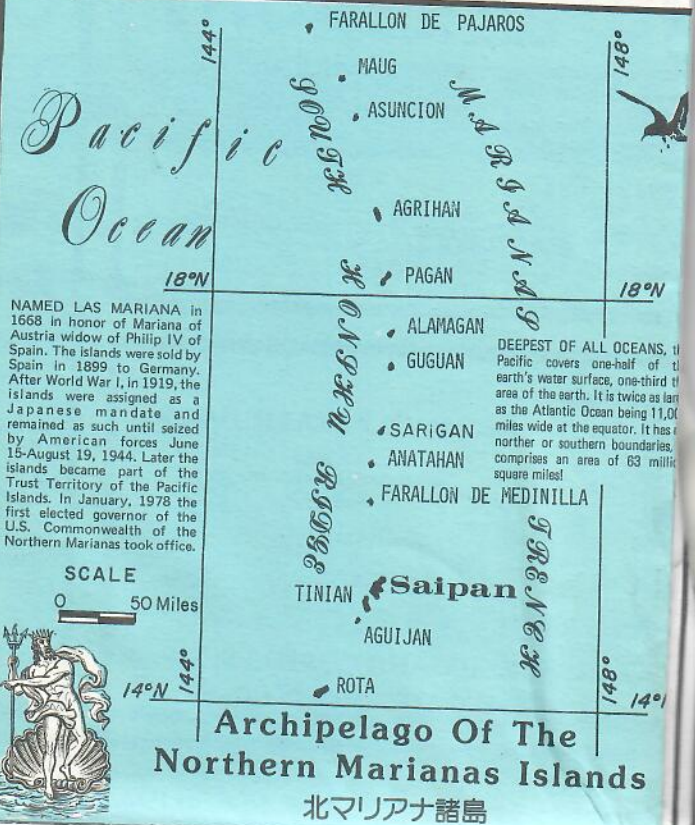 FARALLON DE PAJAROS
144°
148°
MAUG
ASUNCION
Pacific
Ocean
SOUTH HONSHU RIDGE
MARIANAS TRENCH
AGRIHAN
PAGAN
18°N
18°N
ALAMAGAN
GUGUAN
SARiGAN
ANATAHAN
FARALLON DE MEDINILLA
NAMED LAS MARIANA in
1668 in honor of Mariana of
Austria widow of Philip IV of
Spain. The islands were sold by
Spain in 1899 to Germany.
After World War I, in 1919, the
islands were assigned as a
Japanese mandate and
remained as such until seized
by American forces June
15-August 19, 1944. Later the
islands became part of the
Trust Territory of the Pacific
Islands. In January, 1978 the
first elected governor of the
U.S. Commonwealth of the
Northern Marianas took office.
DEEPEST OF ALL OCEANS,
Pacific covers one-half of
earth's water surface, one-third
area of the earth. It is twice as
as the Atlantic Ocean being
miles wide at the equator. It has
norther or southern boundaries,
comprises an area of 63
square miles!
SCALE
0 50 Miles
TINIAN
Saipan
AGUIJAN
ROTA
14°N
144°
148°
14°
Archipelago Of The
Northern Marianas Islands
北マリアナ諸島